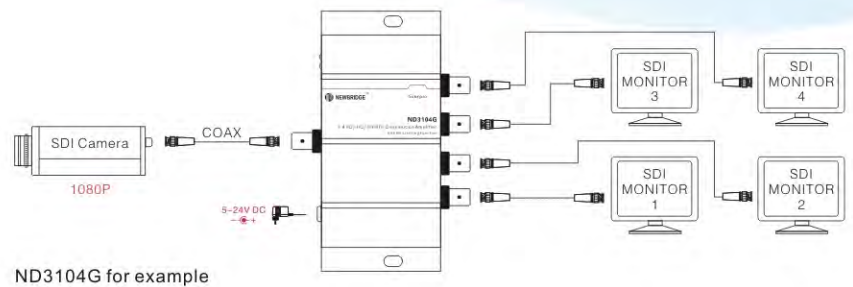 SDI Camera
1080P
COAX
5~24V DC
NEWBRIDGE
ND3104G
SDI
MONITOR
3
SDI
MONITOR
4
SDI
MONITOR
1
SDI
MONITOR
2
ND3104G for example